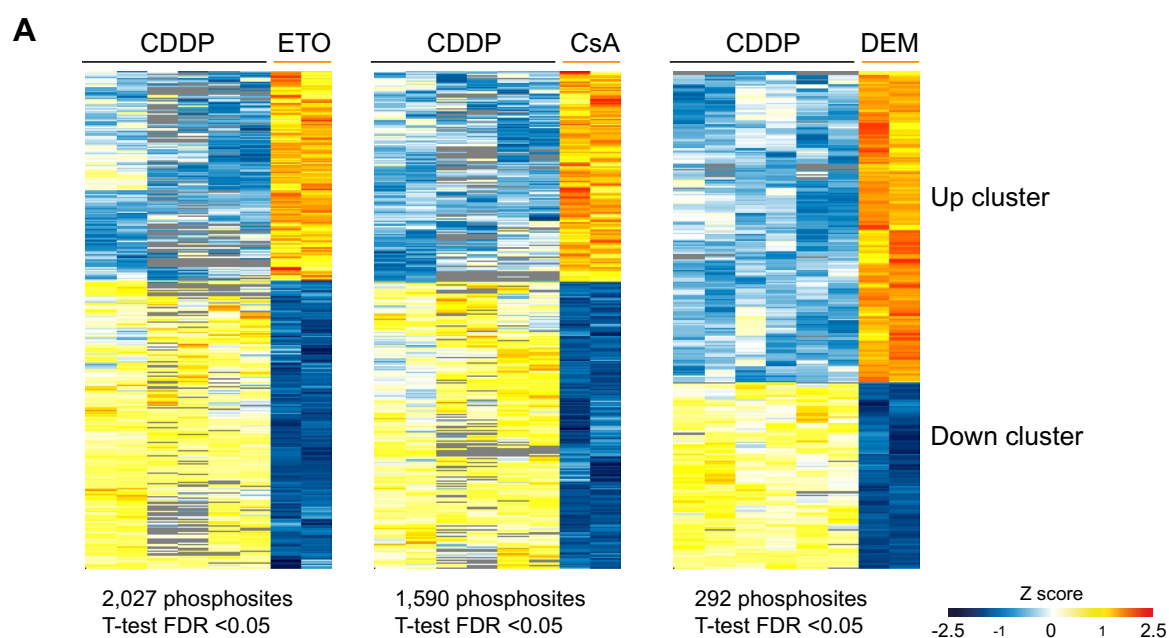 A
CDDP ETO
CDDP CsA
CDDP DEM
Up cluster
Down cluster
2,027 phosphosites
T-test FDR <0.05
1,590 phosphosites
T-test FDR <0.05
292 phosphosites
T-test FDR <0.05
Z score
-2.5 -1 1 2.5